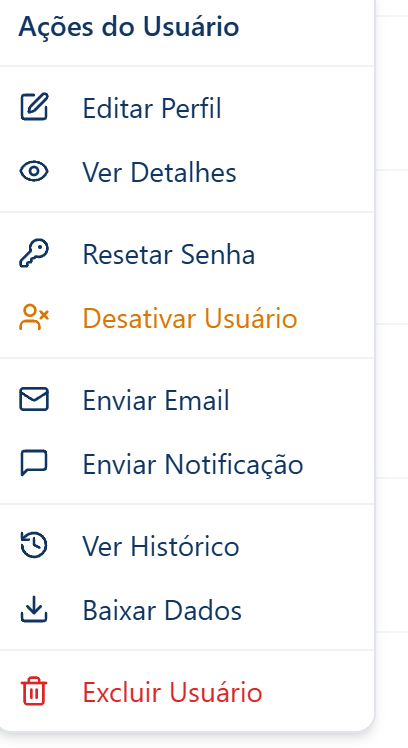 Ações do Usuário
Editar Perfil
Ver Detalhes
Resetar Senha
Desativar Usuário
Enviar Email
Enviar Notificação
Ver Histórico
Baixar Dados
Excluir Usuário